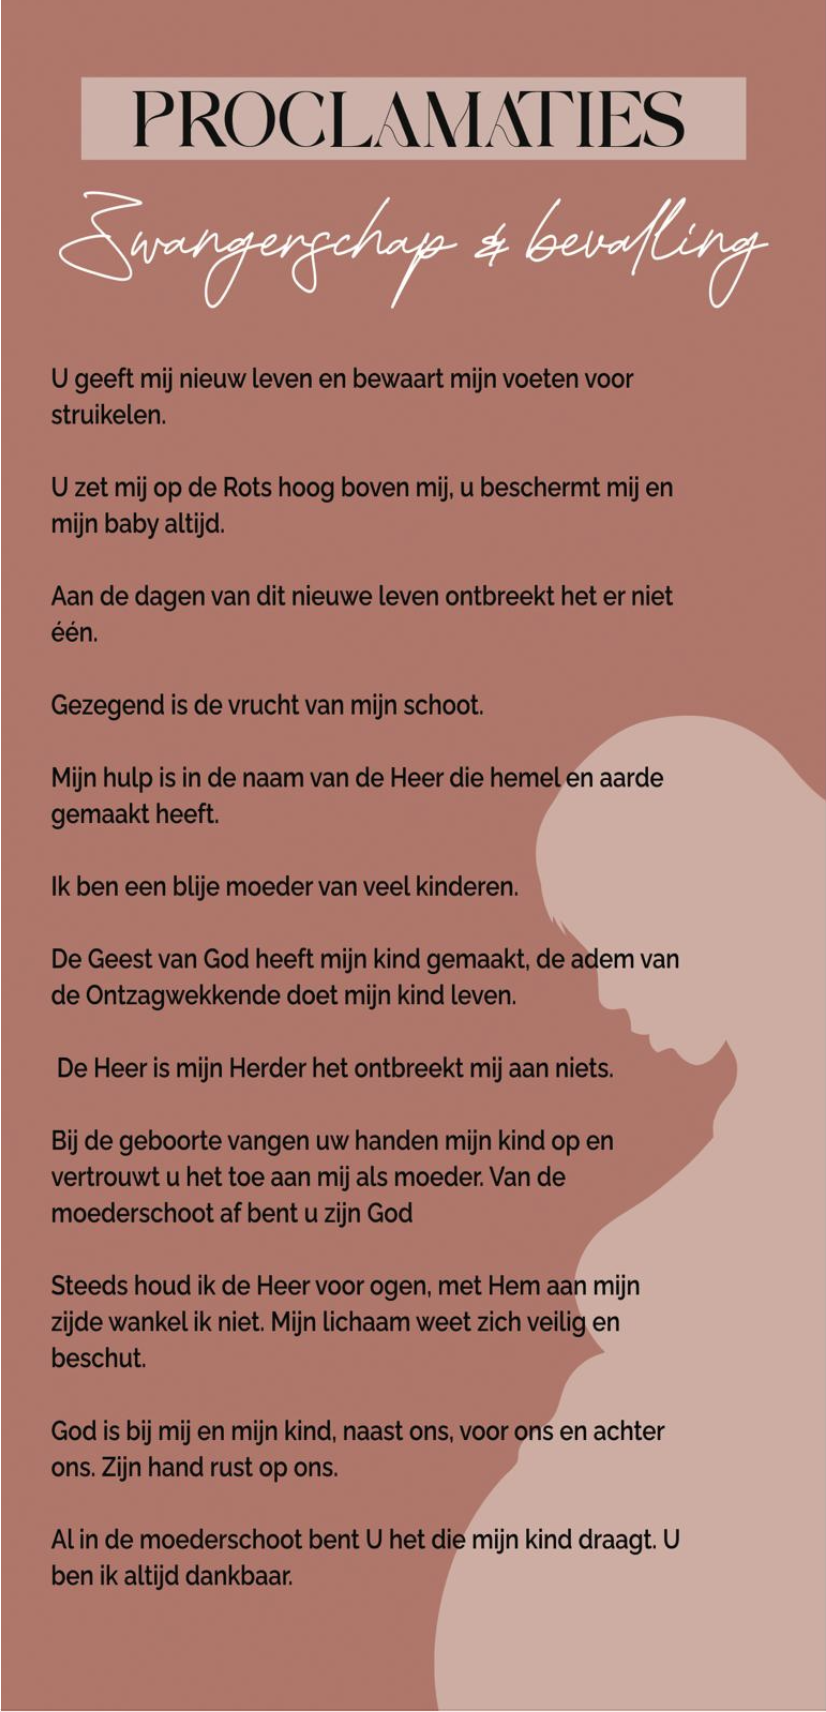 PROCLAMATIES
Zwangerschap & bevalling
U geeft mij nieuw leven en bewaart mijn voeten voor
struikelen.
U zet mij op de Rots hoog boven mij, u beschermt mij en
mijn baby altijd.
Aan de dagen van dit nieuwe leven ontbreekt het er niet
één.
Gezegend is de vrucht van mijn schoot.
Mijn hulp is in de naam van de Heer die hemel en aarde
gemaakt heeft.
Ik ben een blije moeder van veel kinderen.
De Geest van God heeft mijn kind gemaakt, de adem van
de Ontzagwekkende doet mijn kind leven.
De Heer is mijn Herder het ontbreekt mij aan niets.
Bij de geboorte vangen uw handen mijn kind op en
vertrouwt u het toe aan mij als moeder. Van de
moederschoot af bent u zijn God
Steeds houd ik de Heer voor ogen, met Hem aan mijn
zijde wankel ik niet. Mijn lichaam weet zich veilig en
beschut.
God is bij mij en mijn kind, naast ons, voor ons en achter
ons. Zijn hand rust op ons.
Al in de moederschoot bent U het die mijn kind draagt. U
ben ik altijd dankbaar.